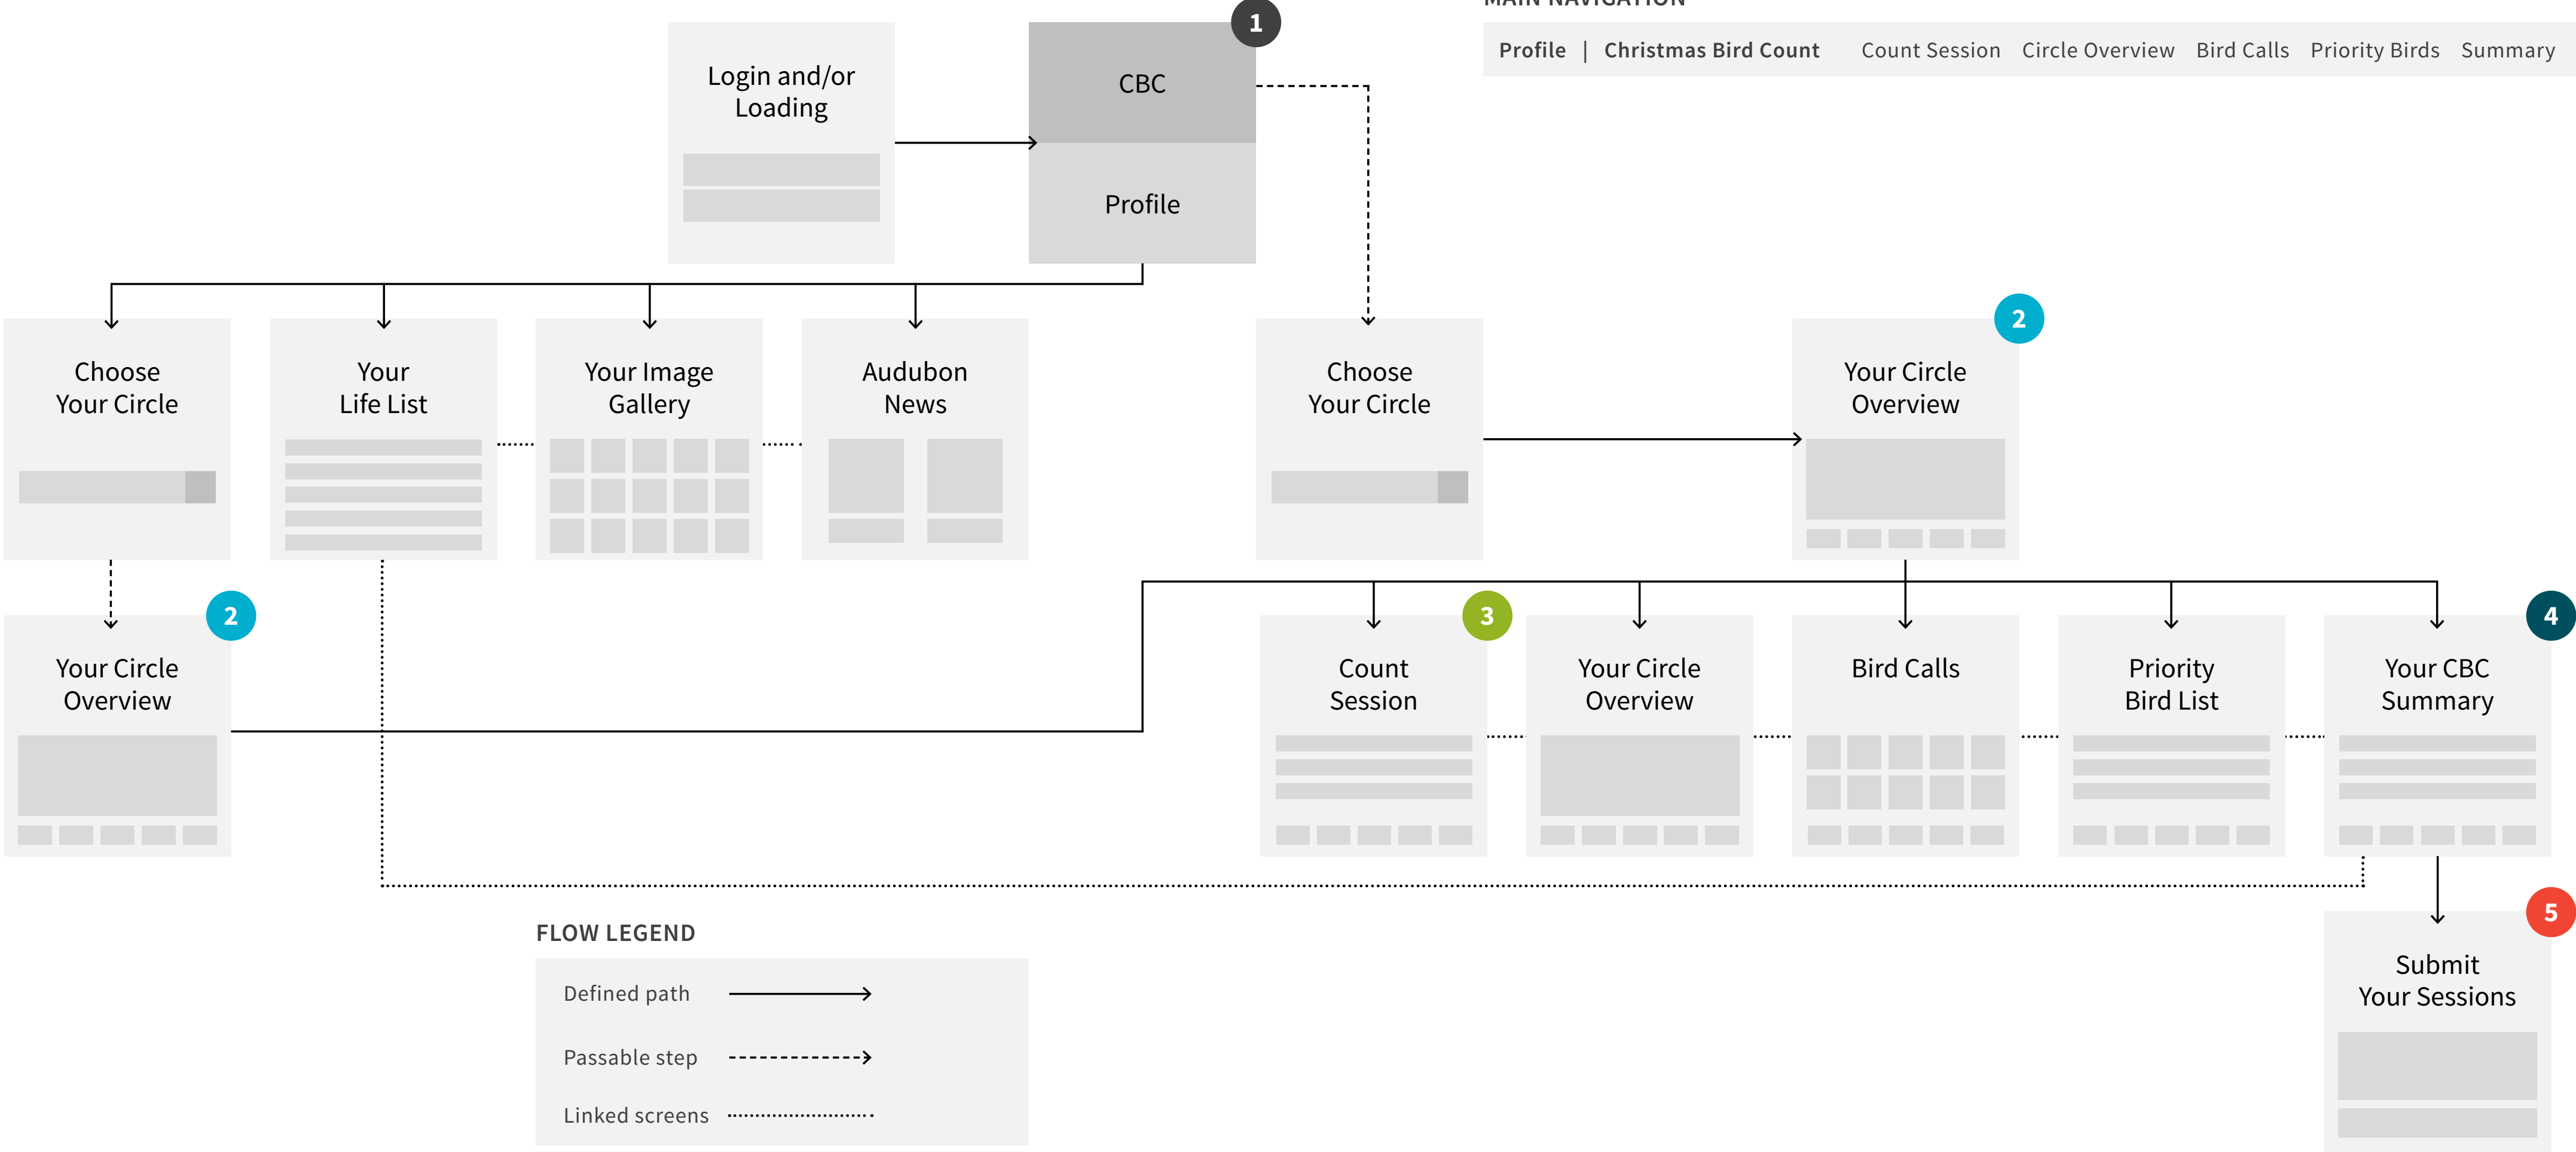 MAIN NAVIGATION
Profile | Christmas Bird Count Count Session Circle Overview Bird Calls Priority Birds Summary
1
Login and/or
Loading
CBC
Profile
2
Choose
Your Circle
Your
Life List
Your Image
Gallery
Audubon
News
Choose
Your Circle
Your Circle
Overview
2
3
4
Your Circle
Overview
Count
Session
Your Circle
Overview
Bird Calls
Priority
Bird List
Your CBC
Summary
5
FLOW LEGEND
Defined path
Passable step
Linked screens
Submit
Your Sessions